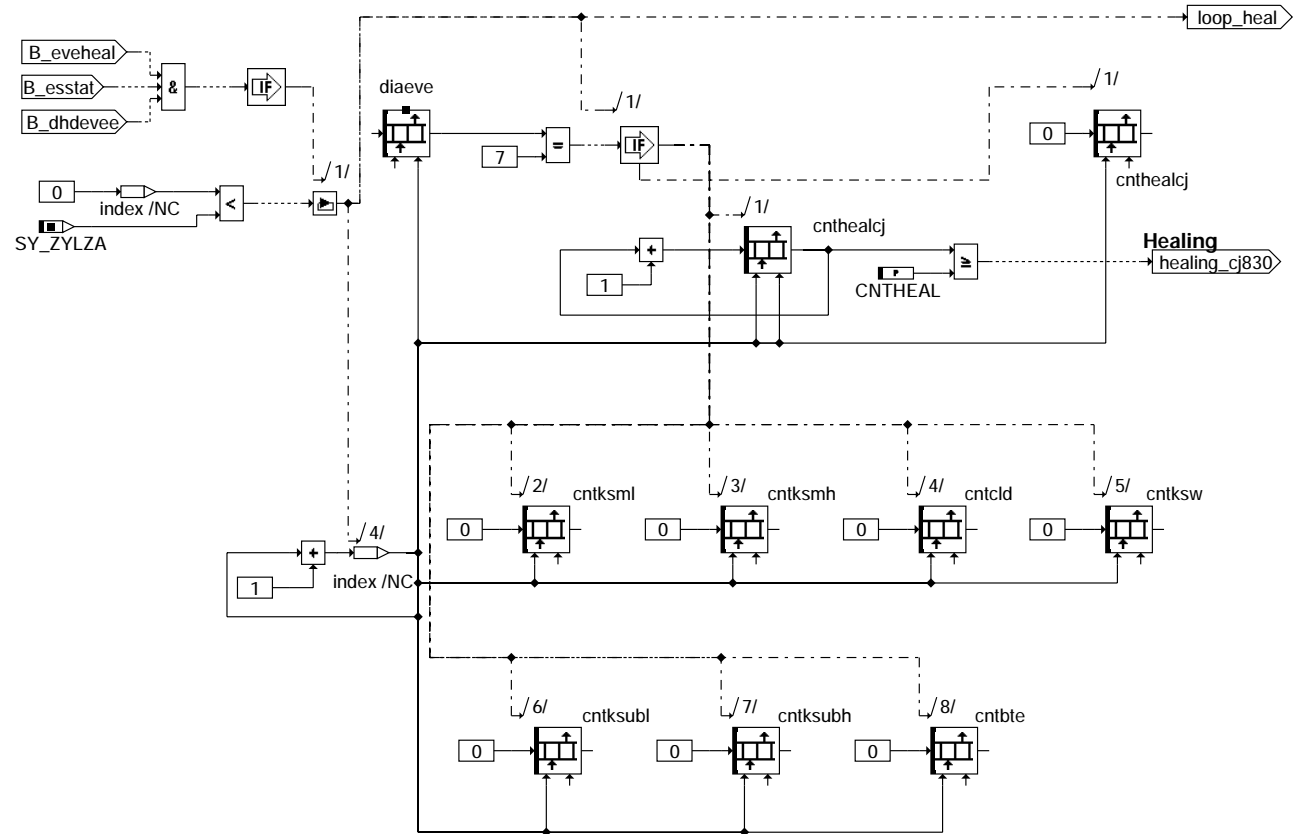 loop_heal
B_eveheal
B_esstat
B_dhdevee
&
IF
diaeve
/1/
/1/
IF
7
=
0
cnthealcj
/1/
0
index /NC
<
SY_ZYLZA
/1/
cnthealcj
+
1
≥
P
CNTHEAL
Healing
healing_cj830
/2/
cntksml
/3/
cntksmh
/4/
cntcld
/5/
cntksw
0
0
0
0
/4/
+
1
index /NC
/6/
cntksubl
/7/
cntksubh
/8/
cntbte
0
0
0